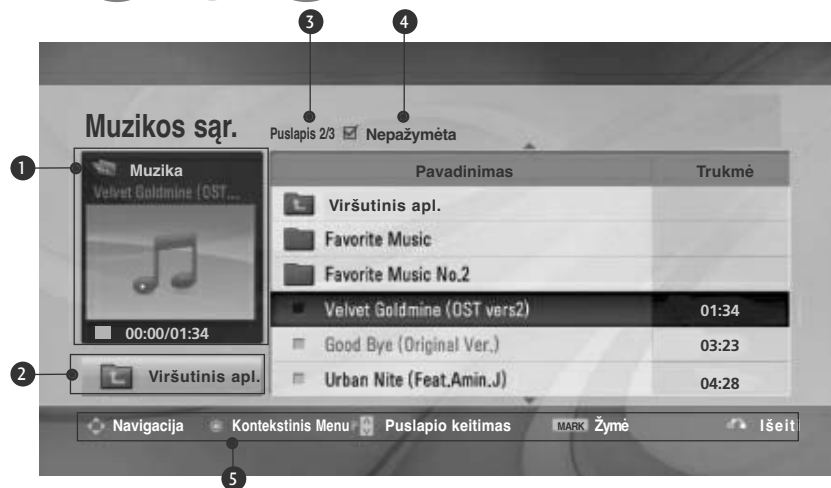 3 4
Muzikos sąr.
Puslapis 2/3 Nepažymėta
1
Muzika
Velvet Goldmine (OST...
00:00/01:34
2
Viršutinis apl.
Pavadinimas Trukmė
Viršutinis apl.
Favorite Music
Favorite Music No.2
Velvet Goldmine (OST vers2) 01:34
Good Bye (Original Ver.) 03:23
Urban Nite (Feat.Amin.J) 04:28
Navigacija Kontekstinis Menu P Puslapio keitimas MARK Žymė Išeiti
5